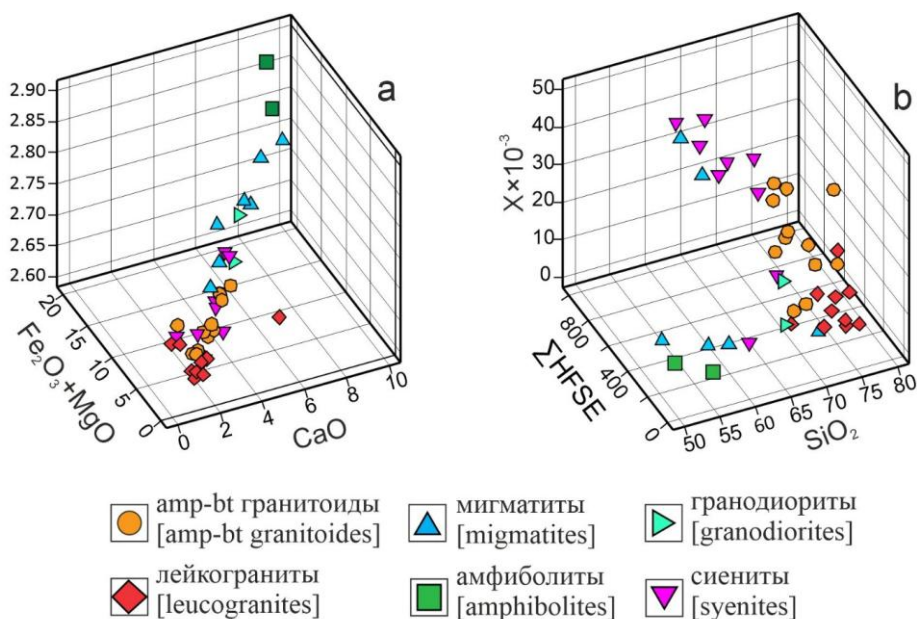 a
2.90
2.85
2.80
2.75
2.70
2.65
2.60
20
15
10
5
0
Fe₂O₃+MgO
0
2
4
6
8
10
CaO
b
50
40
30
20
10
0
X×10⁻³
800
400
0
ΣHFSE
50
55
60
65
70
75
80
SiO₂
amp-bt гранитоиды
[amp-bt granitoides]
мигматиты
[migmatites]
гранодиориты
[granodiorites]
лейкограниты
[leucogranites]
амфиболиты
[amphibolites]
сиениты
[syenites]